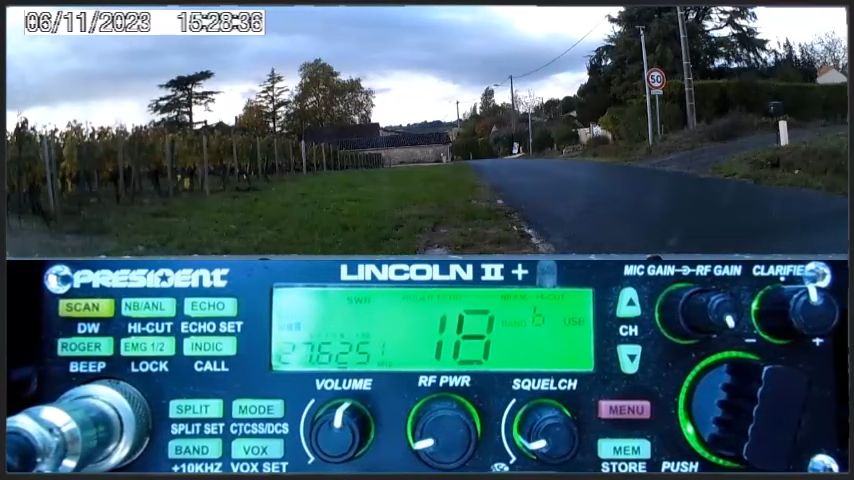 06/11/2023 15:28:36
50
PRESIDENT LINCOLN II + MIC GAIN RF GAIN CLARIFIER
SCAN NB/ANL ECHO
DW HI-CUT ECHO SET
ROGER EMG 1/2 INDIC
BEEP LOCK CALL
18 BAND b USB
27.625
CH
VOLUME RF PWR SQUELCH
SPLIT MODE
SPLIT SET CTCSS/DCS
BAND VOX
+10KHZ VOX SET
MENU
MEM
STORE
PUSH
- +